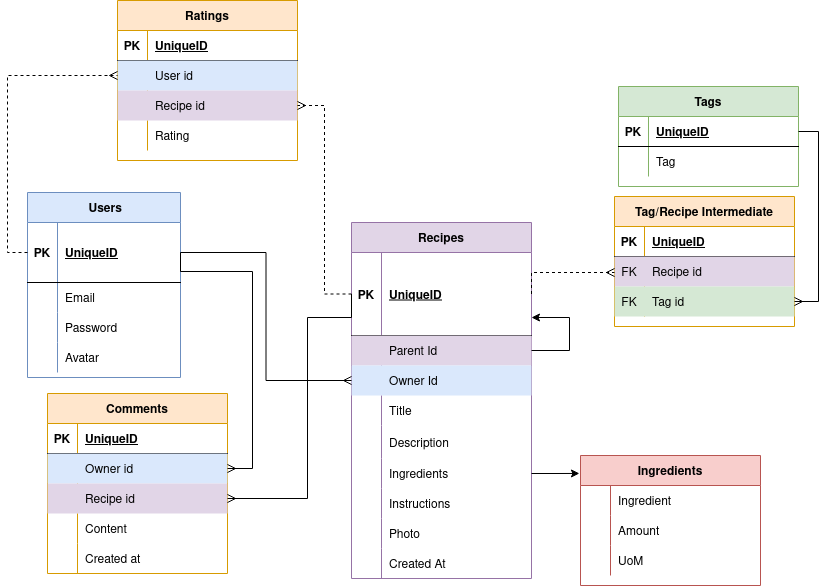 Ratings
PK UniqueID
User id
Recipe id
Rating
Tags
PK UniqueID
Tag
Users
PK UniqueID
Email
Password
Avatar
Tag/Recipe Intermediate
PK UniqueID
FK Recipe id
FK Tag id
Recipes
PK UniqueID
Parent Id
Owner Id
Title
Description
Ingredients
Instructions
Photo
Created At
Comments
PK UniqueID
Owner id
Recipe id
Content
Created at
Ingredients
Ingredient
Amount
UoM